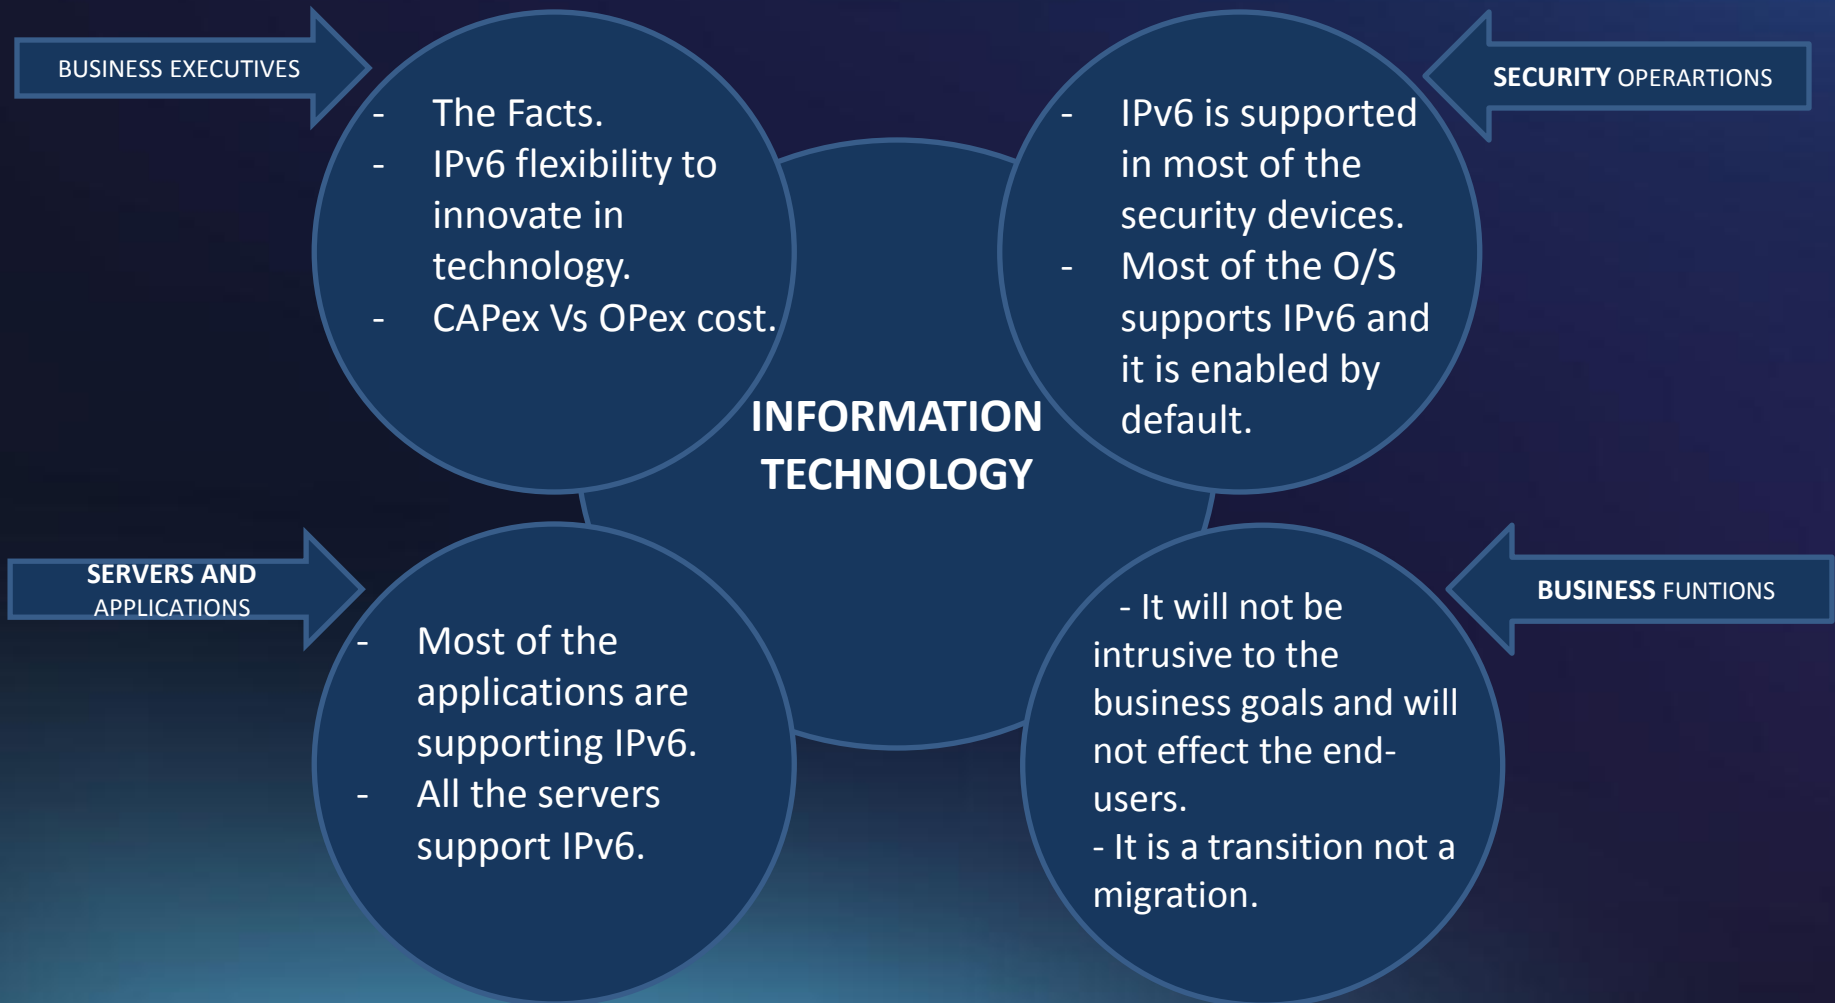 BUSINESS EXECUTIVES
- The Facts.
- IPv6 flexibility to
innovate in
technology.
- CAPex Vs OPex cost.
SECURITY OPERARTIONS
- IPv6 is supported
in most of the
security devices.
- Most of the O/S
supports IPv6 and
it is enabled by
default.
INFORMATION
TECHNOLOGY
SERVERS AND
APPLICATIONS
- Most of the
applications are
supporting IPv6.
- All the servers
support IPv6.
BUSINESS FUNTIONS
- It will not be
intrusive to the
business goals and will
not effect the end-
users.
- It is a transition not a
migration.